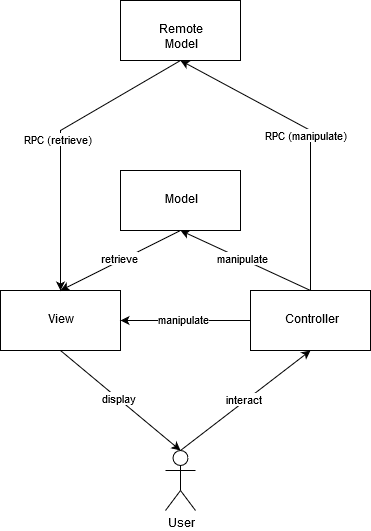 Remote
Model
RPC (retrieve)
RPC (manipulate)
Model
retrieve
manipulate
View
manipulate
Controller
display
interact
User